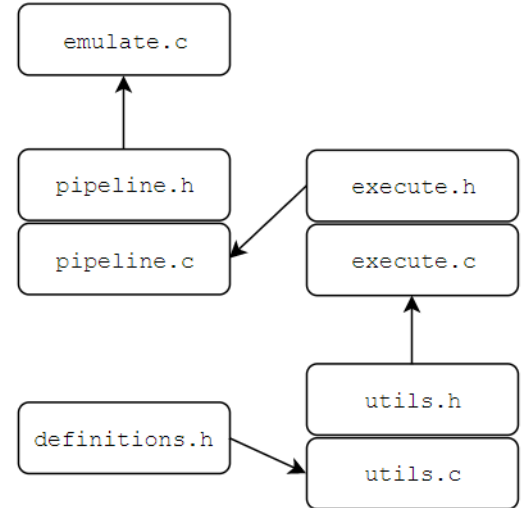 emulate.c
pipeline.h
pipeline.c
execute.h
execute.c
definitions.h
utils.h
utils.c